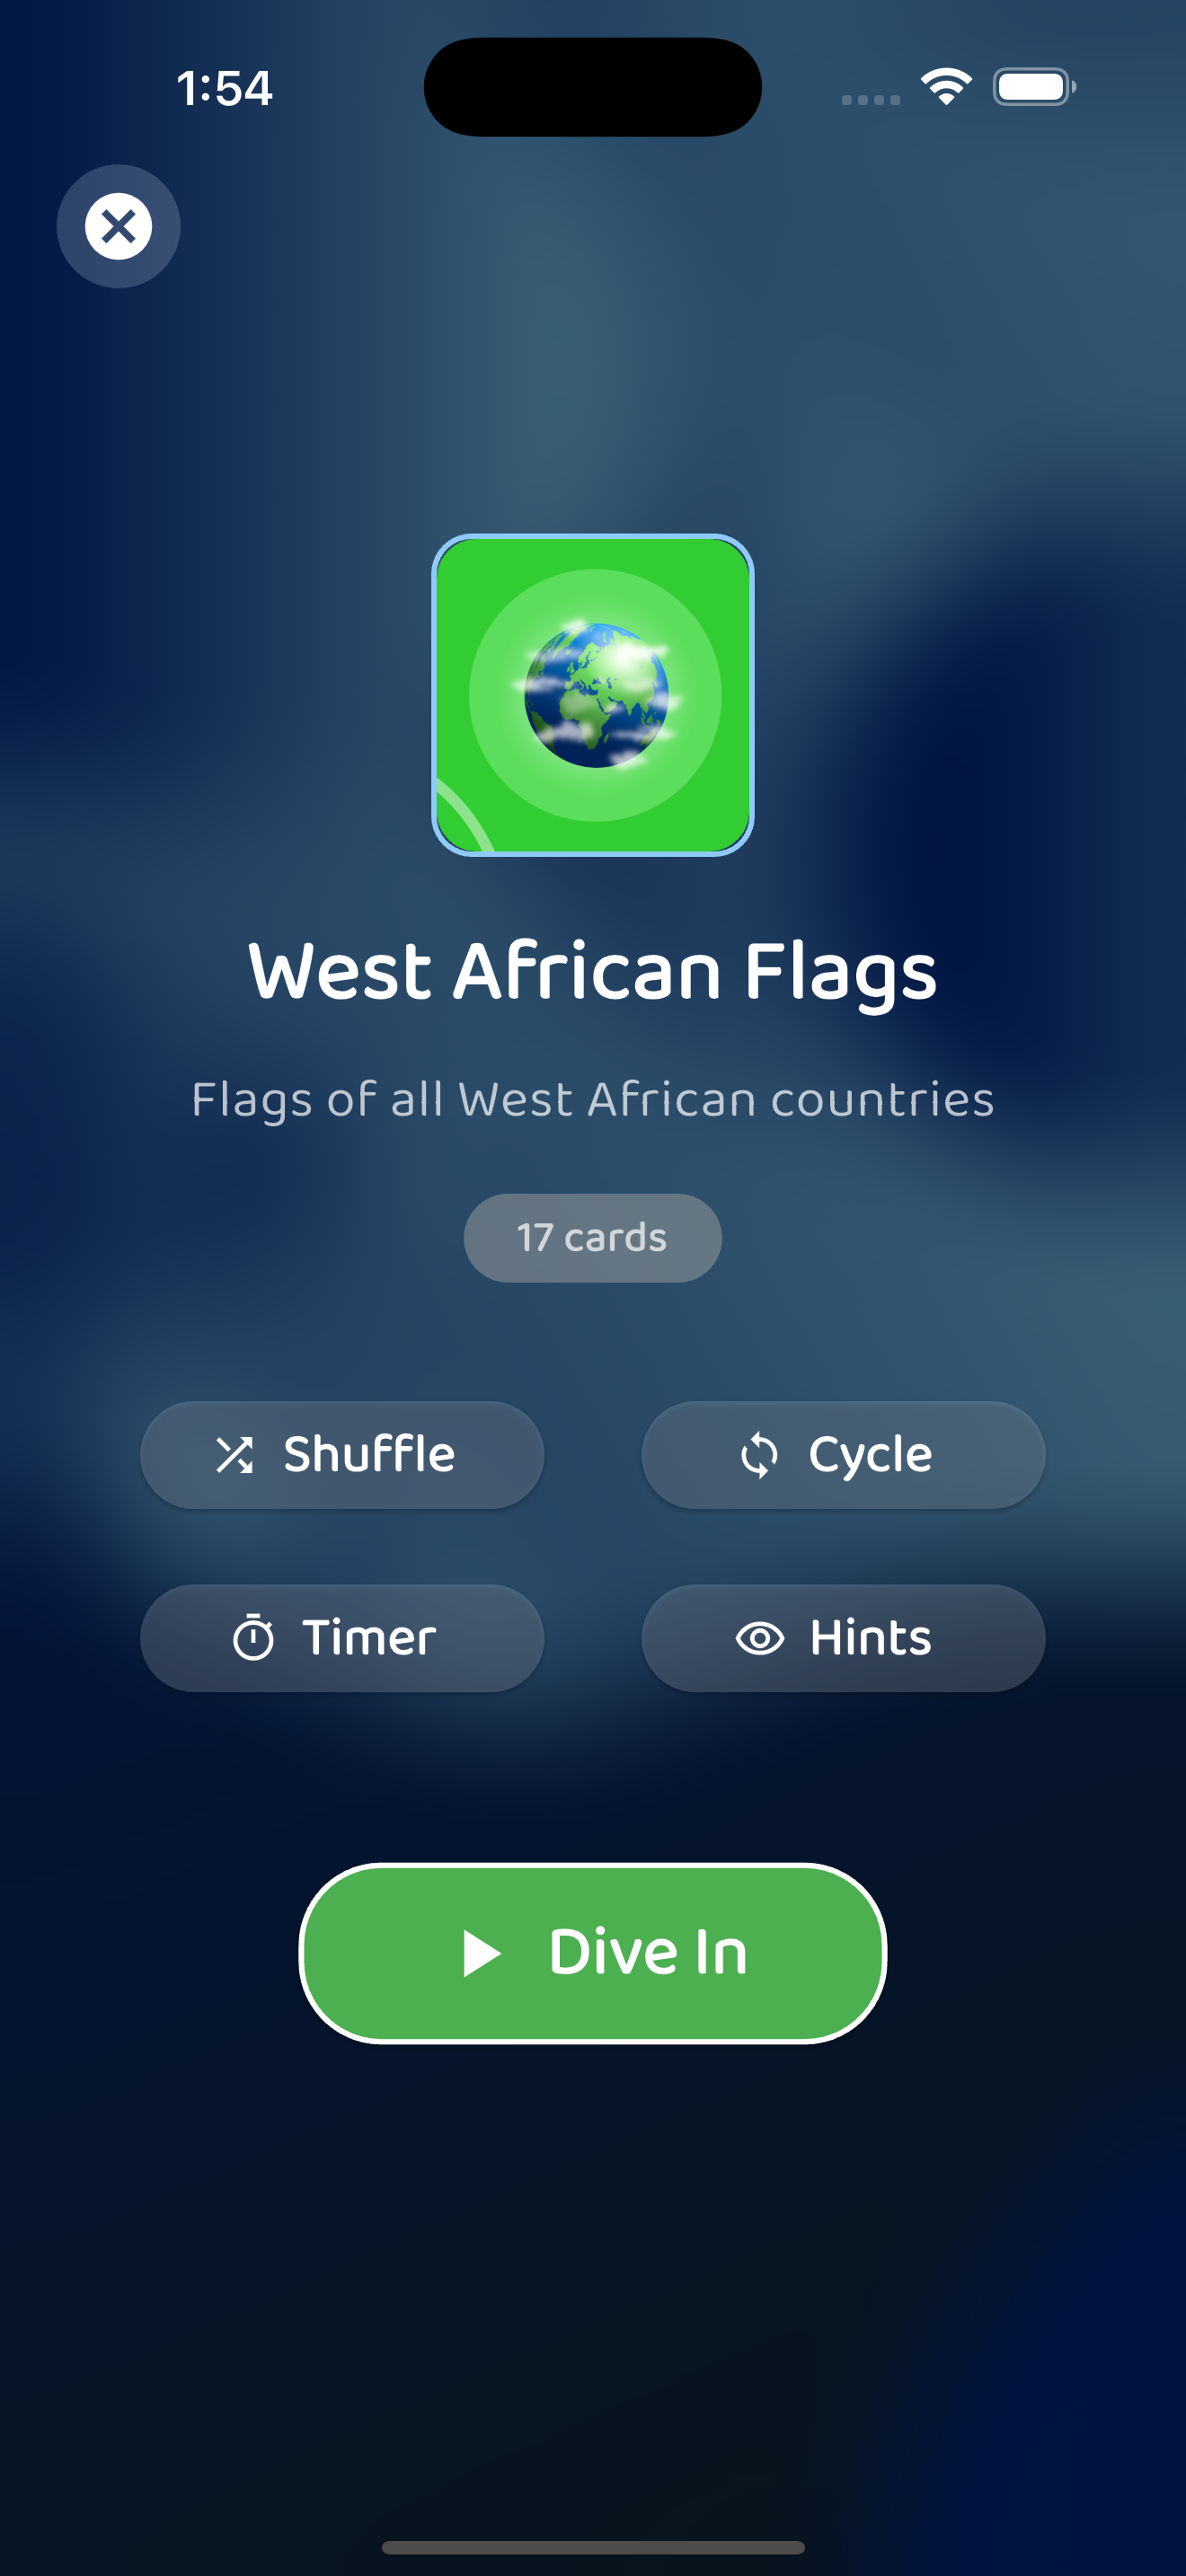 1:54
West African Flags
Flags of all West African countries
17 cards
Shuffle
Cycle
Timer
Hints
Dive In